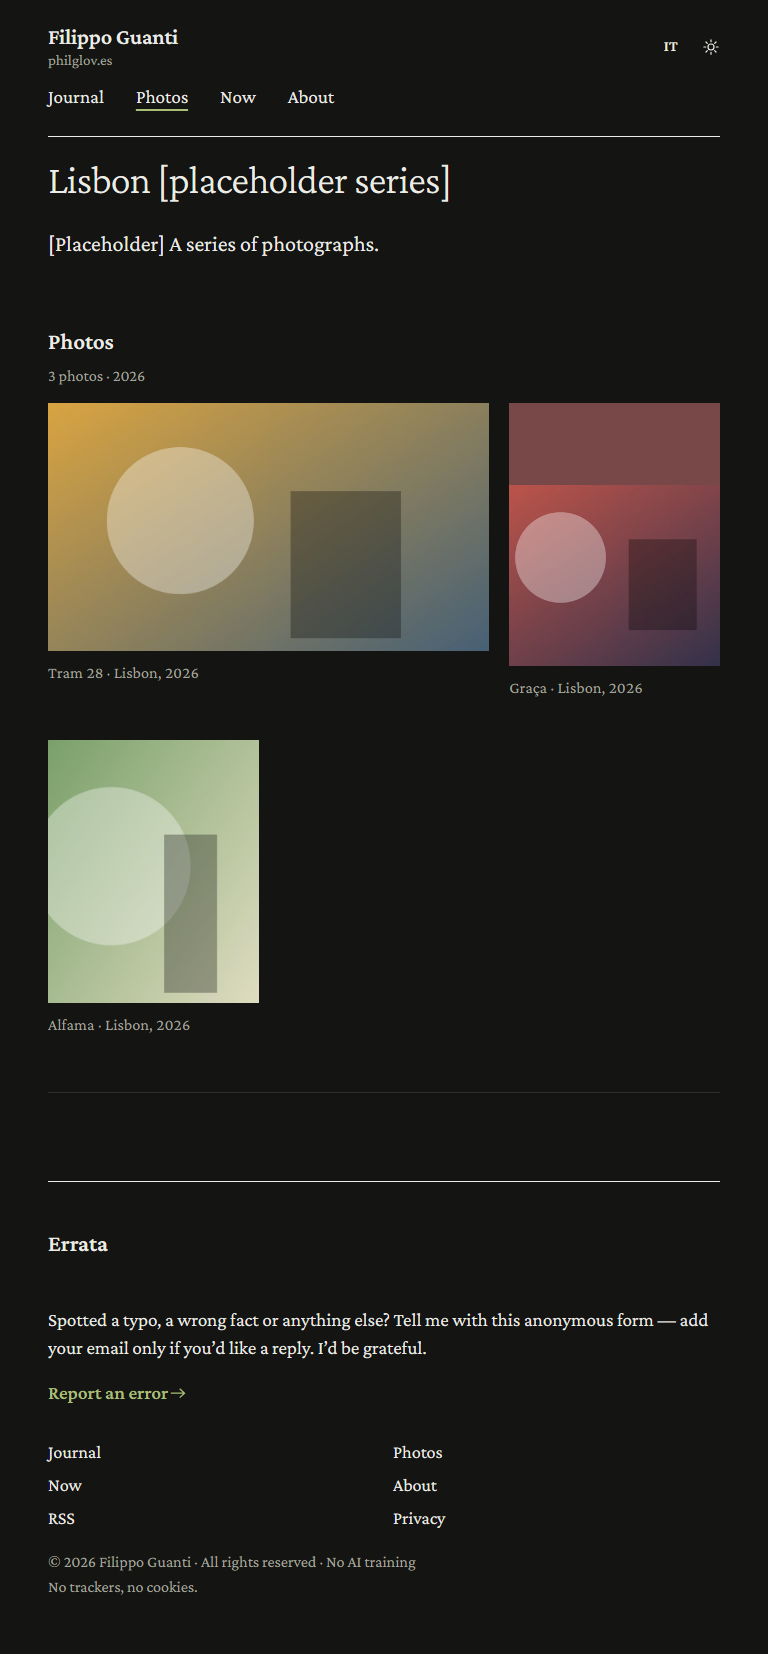 Filippo Guanti
philglov.es
IT
Journal Photos Now About
Lisbon [placeholder series]
[Placeholder] A series of photographs.
Photos
3 photos · 2026
Tram 28 · Lisbon, 2026
Graça · Lisbon, 2026
Alfama · Lisbon, 2026
Errata
Spotted a typo, a wrong fact or anything else? Tell me with this anonymous form — add
your email only if you’d like a reply. I’d be grateful.
Report an error→
Journal Photos
Now About
RSS Privacy
© 2026 Filippo Guanti · All rights reserved · No AI training
No trackers, no cookies.